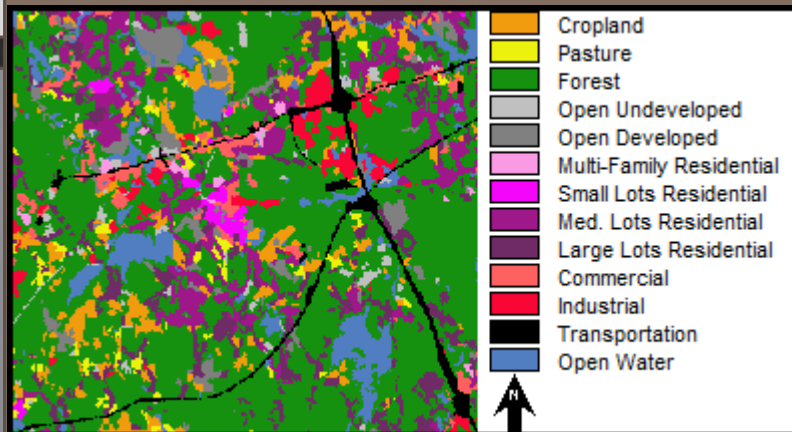 Cropland
Pasture
Forest
Open Undeveloped
Open Developed
Multi-Family Residential
Small Lots Residential
Med. Lots Residential
Large Lots Residential
Commercial
Industrial
Transportation
Open Water
N